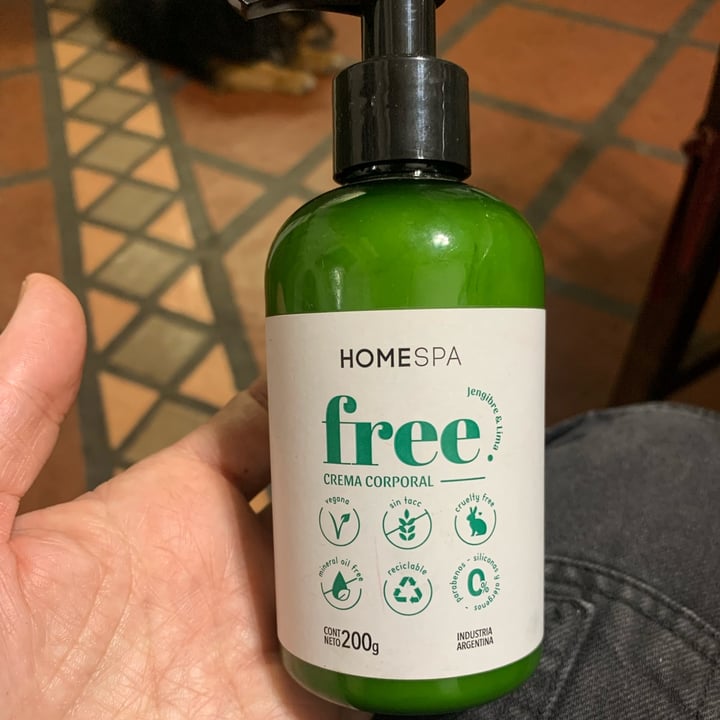 HOMESPA
Jengibre & Lima
free.
CREMA CORPORAL
vegana
sin tacc
cruelty free
mineral oil free
reciclable
parabenos - siliconas y alergenos -
0%
CONT
NETO 200g
INDUSTRIA
ARGENTINA